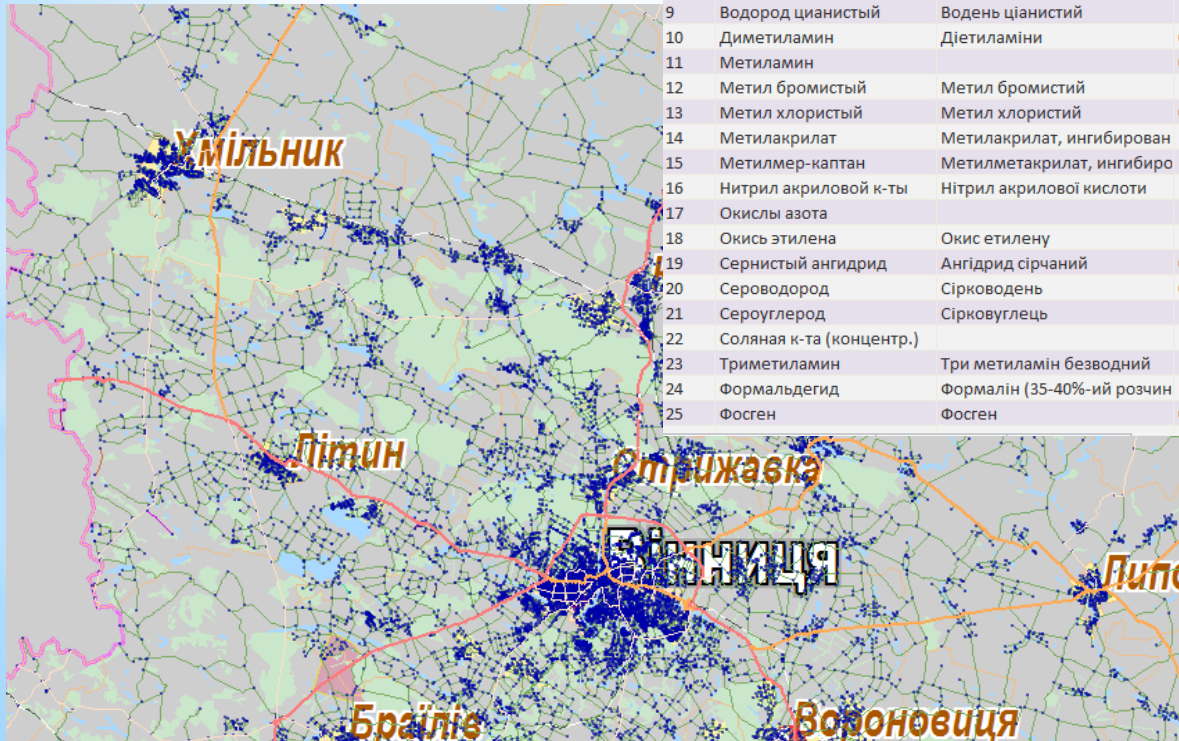 9 Водород цианистый Водень ціанистий
10 Диметиламин Діетиламіни
11 Метиламин
12 Метил бромистый Метил бромистий
13 Метил хлористый Метил хлористий
14 Метилакрилат Метилакрилат, ингибирован
15 Метилмер-каптан Метилметакрилат, ингибиро
16 Нитрил акриловой к-ты Нітрил акрилової кислоти
17 Окислы азота
18 Окись этилена Окис етилену
19 Сернистый ангидрид Ангідрид сірчаний
20 Сероводород Сірководень
21 Сероуглерод Сірковуглець
22 Соляная к-та (концентр.)
23 Триметиламин Три метиламін безводний
24 Формальдегид Формалін (35-40%-ий розчин
25 Фосген Фосген
Хмільник
Літин
Стрижавка
Вінниця
Липо
Браїлів
Вороновиця